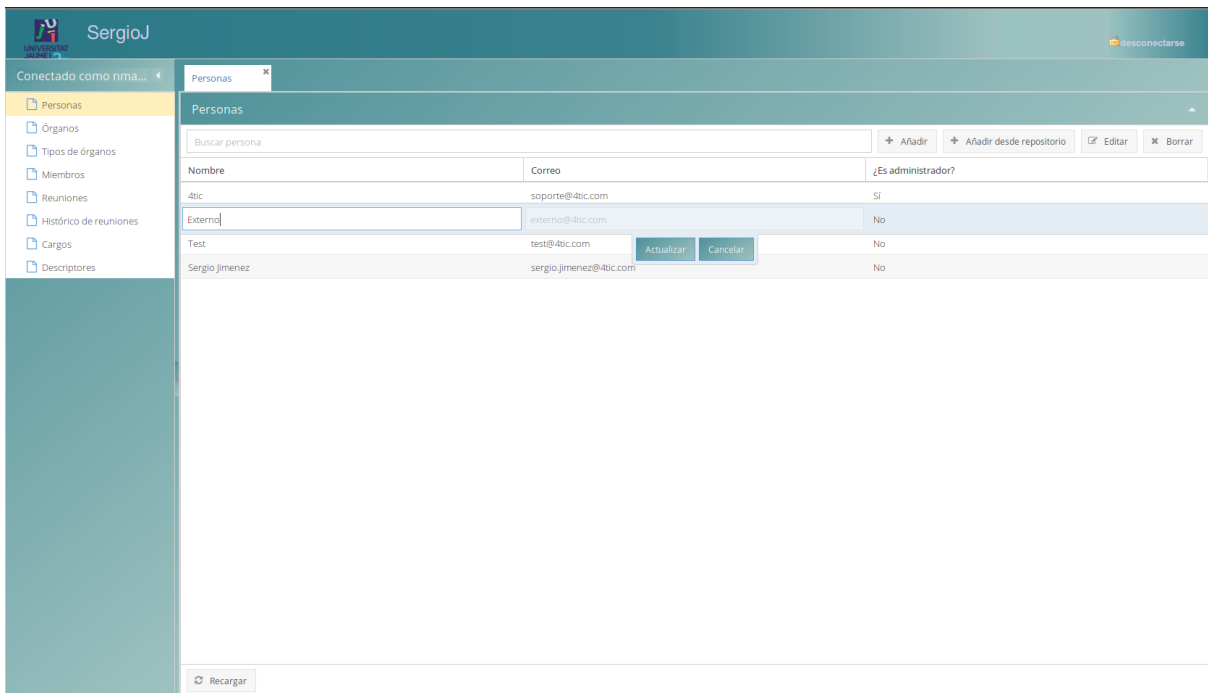 SergioJ
UNIVERSITAT
JAUME I
desconectarse
Conectado como nma...
Personas
Personas
Órganos
Tipos de órganos
Miembros
Reuniones
Histórico de reuniones
Cargos
Descriptores
Personas
Buscar persona
Añadir
Añadir desde repositorio
Editar
Borrar
Nombre Correo ¿Es administrador?
4tic soporte@4tic.com Sí
Externo externo@4tic.com No
Test test@4tic.com No
Actualizar Cancelar
Sergio Jimenez sergio.jimenez@4tic.com No
Recargar